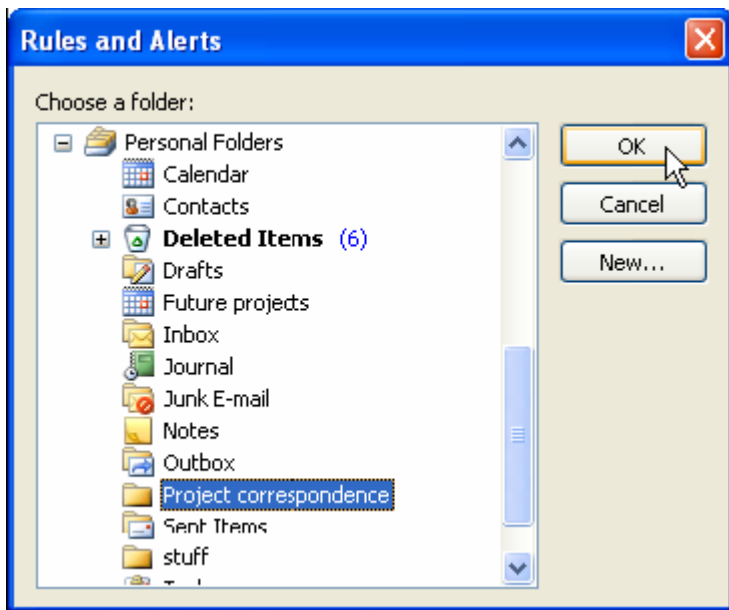 Rules and Alerts
Choose a folder:
Personal Folders
Calendar
Contacts
Deleted Items (6)
Drafts
Future projects
Inbox
Journal
Junk E-mail
Notes
Outbox
Project correspondence
Sent Items
stuff
OK
Cancel
New...